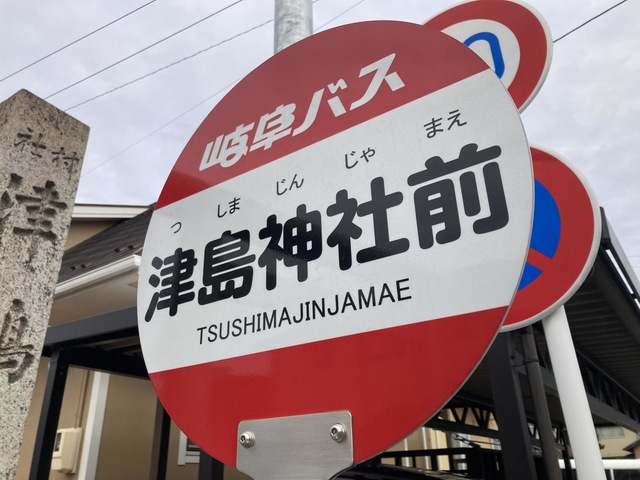 岐阜バス
つ しま じん じゃ まえ
津島神社前
TSUSHIMAJINJAMAE
村社
津島